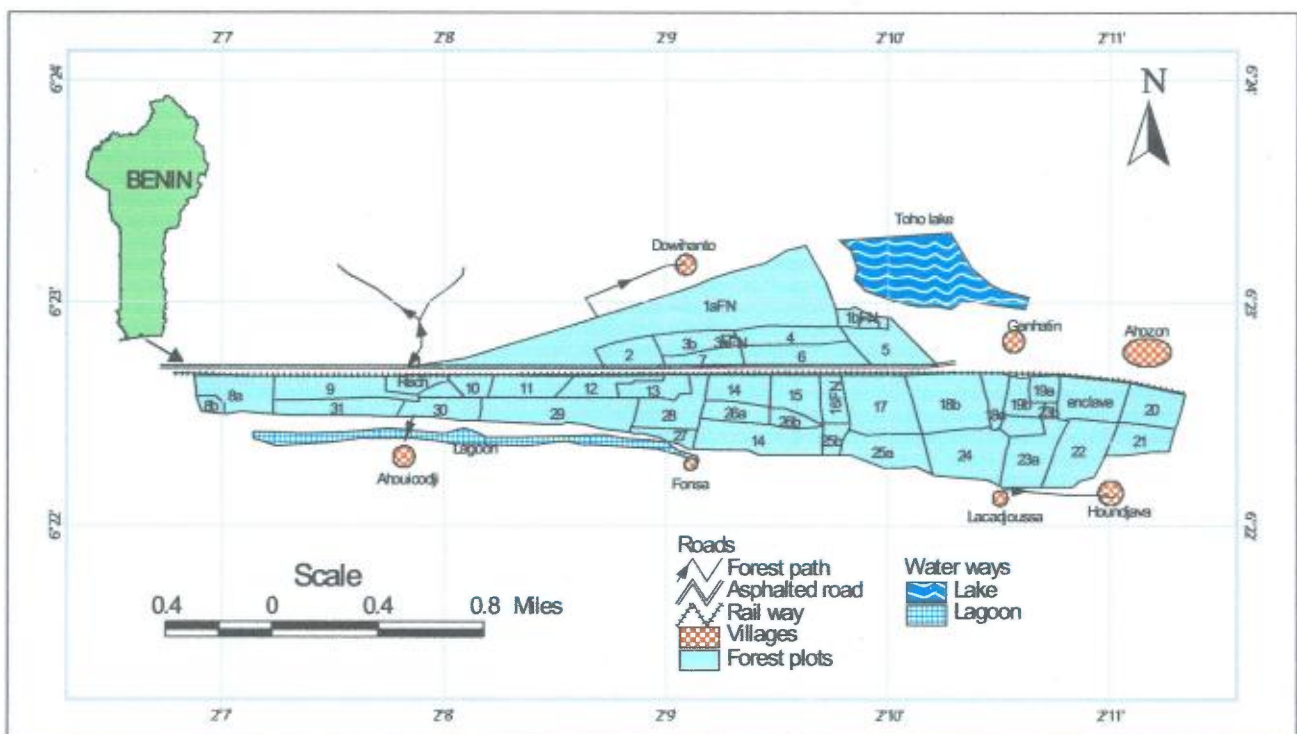 2°7' 2°8' 2°9' 2°10' 2°11'
6°24' 6°24'
N
BENIN
Toho lake
Dowihanto
6°23' 6°23'
1aFN
1bFN
Ganhatin
Ahozon
2 3b 4 5
7 6
8a 9 10 11 12 13 14 15 16FN 17 18b 19a enclave 20
8b 31 30 29 28 26a 26b 19b 23b 21
27 14 25b 25a 24 23a 22
Lagoon
Ahouicodji
Fonsa
Lacadjoussa
Houndjava
6°22' 6°22'
Roads
Forest path
Asphalted road
Rail way
Villages
Forest plots
Water ways
Lake
Lagoon
Scale
0.4 0 0.4 0.8 Miles
2°7' 2°8' 2°9' 2°10' 2°11'